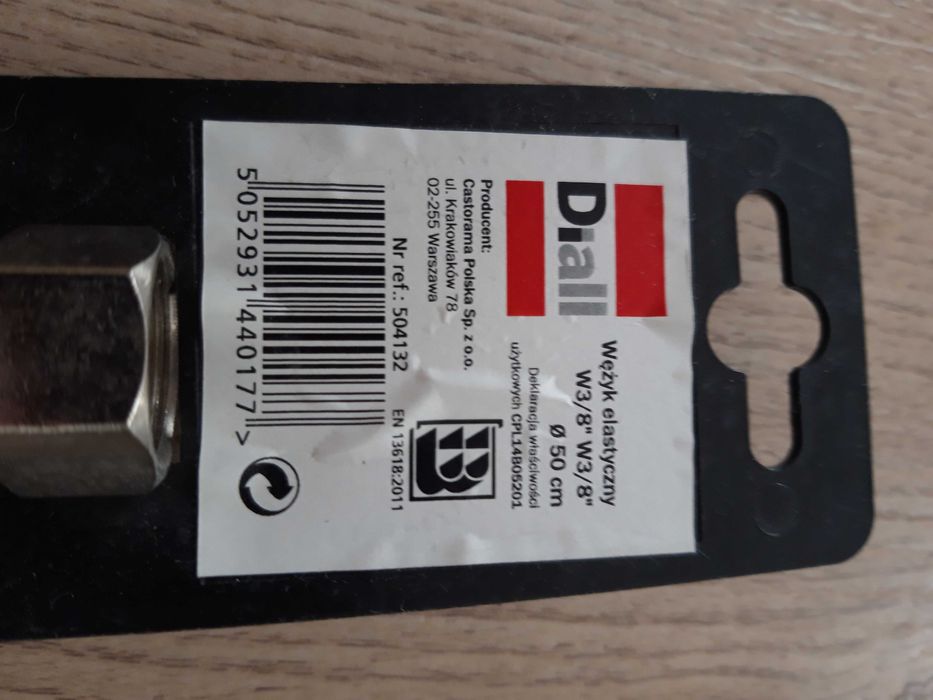 Diall
Wężyk elastyczny
W3/8" W3/8"
Ø 50 cm
Deklaracja właściwości
użytkowych CPL14B05201
Producent:
Castorama Polska Sp. z o.o.
ul. Krakowiaków 78
02-255 Warszawa
B
Nr ref.: 504132
EN 13618:2011
5 052931 440177 >